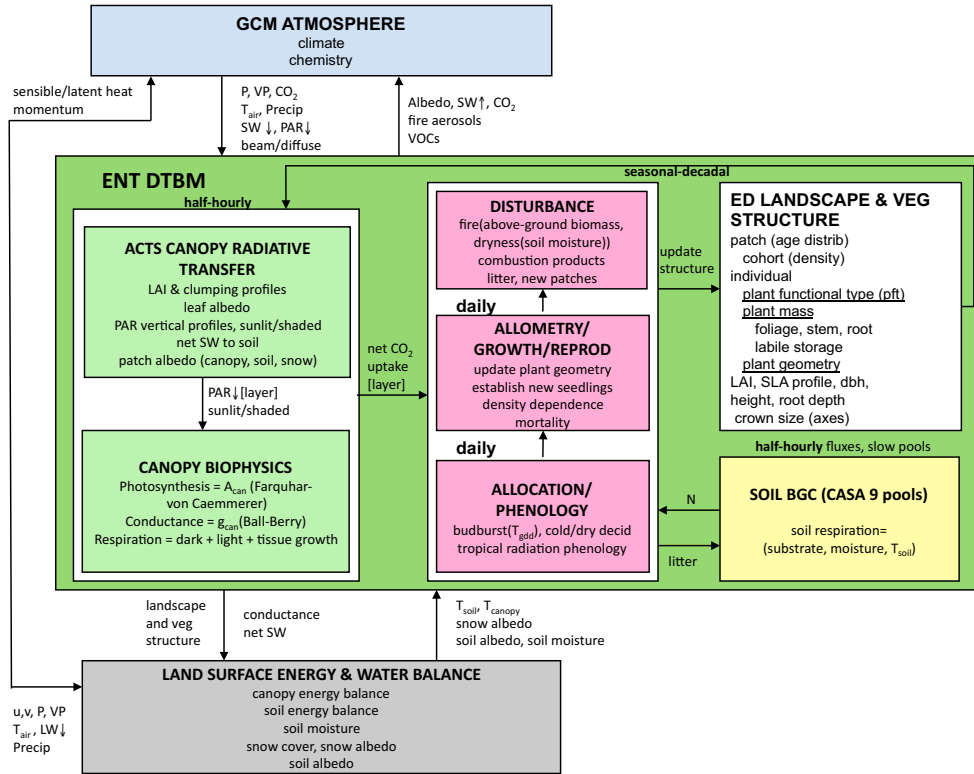 GCM ATMOSPHERE
climate
chemistry
sensible/latent heat
momentum
P, VP, CO₂
T_air, Precip
SW ↓, PAR↓
beam/diffuse
Albedo, SW↑, CO₂
fire aerosols
VOCs
ENT DTBM
seasonal-decadal
half-hourly
ACTS CANOPY RADIATIVE
TRANSFER
LAI & clumping profiles
leaf albedo
PAR vertical profiles, sunlit/shaded
net SW to soil
patch albedo (canopy, soil, snow)
PAR↓[layer]
sunlit/shaded
CANOPY BIOPHYSICS
Photosynthesis = A_can (Farquhar-
von Caemmerer)
Conductance = g_can(Ball-Berry)
Respiration = dark + light + tissue growth
net CO₂
uptake
[layer]
DISTURBANCE
fire(above-ground biomass,
dryness(soil moisture))
combustion products
litter, new patches
daily
ALLOMETRY/
GROWTH/REPROD
update plant geometry
establish new seedlings
density dependence
mortality
daily
ALLOCATION/
PHENOLOGY
budburst(T_gdd), cold/dry decid
tropical radiation phenology
update
structure
ED LANDSCAPE & VEG
STRUCTURE
patch (age distrib)
cohort (density)
individual
plant functional type (pft)
plant mass
foliage, stem, root
labile storage
plant geometry
LAI, SLA profile, dbh,
height, root depth
crown size (axes)
half-hourly fluxes, slow pools
N
litter
SOIL BGC (CASA 9 pools)
soil respiration=
(substrate, moisture, T_soil)
landscape
and veg
structure
conductance
net SW
T_soil, T_canopy
snow albedo
soil albedo, soil moisture
u,v, P, VP
T_air, LW↓
Precip
LAND SURFACE ENERGY & WATER BALANCE
canopy energy balance
soil energy balance
soil moisture
snow cover, snow albedo
soil albedo